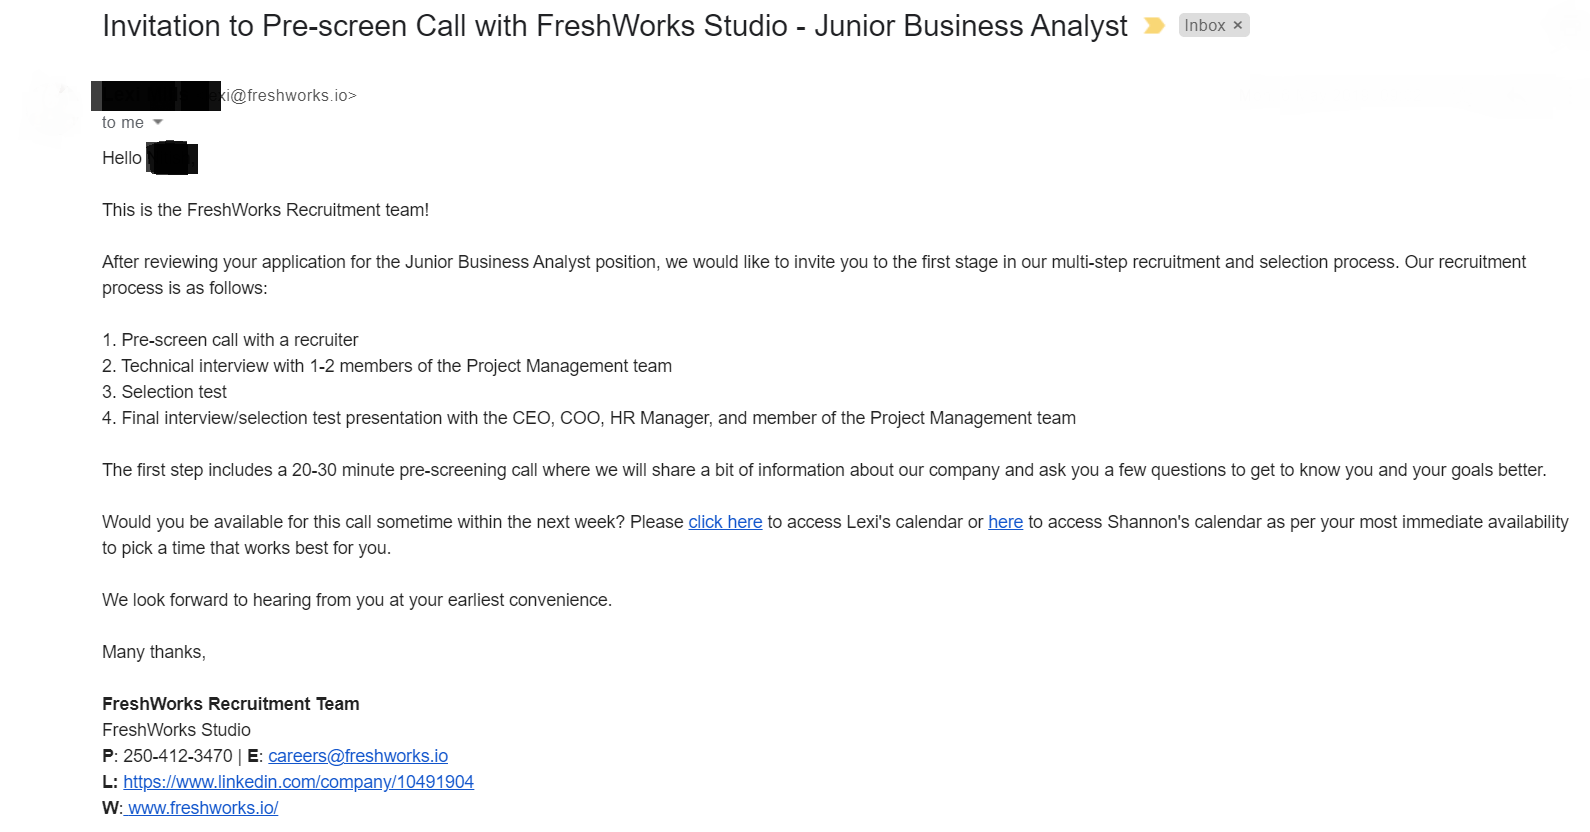 Invitation to Pre-screen Call with FreshWorks Studio - Junior Business Analyst
Inbox ×
xi@freshworks.io>
to me
Hello
This is the FreshWorks Recruitment team!
After reviewing your application for the Junior Business Analyst position, we would like to invite you to the first stage in our multi-step recruitment and selection process. Our recruitment
process is as follows:
1. Pre-screen call with a recruiter
2. Technical interview with 1-2 members of the Project Management team
3. Selection test
4. Final interview/selection test presentation with the CEO, COO, HR Manager, and member of the Project Management team
The first step includes a 20-30 minute pre-screening call where we will share a bit of information about our company and ask you a few questions to get to know you and your goals better.
Would you be available for this call sometime within the next week? Please click here to access Lexi's calendar or here to access Shannon's calendar as per your most immediate availability
to pick a time that works best for you.
We look forward to hearing from you at your earliest convenience.
Many thanks,
FreshWorks Recruitment Team
FreshWorks Studio
P: 250-412-3470 | E: careers@freshworks.io
L: https://www.linkedin.com/company/10491904
W: www.freshworks.io/